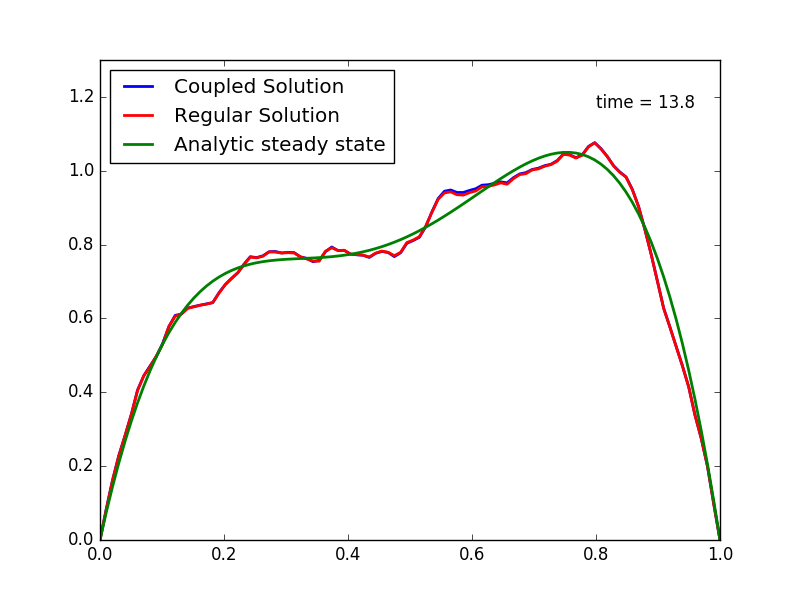 Coupled Solution
Regular Solution
Analytic steady state
time = 13.8
1.2
1.0
0.8
0.6
0.4
0.2
0.0
0.0 0.2 0.4 0.6 0.8 1.0